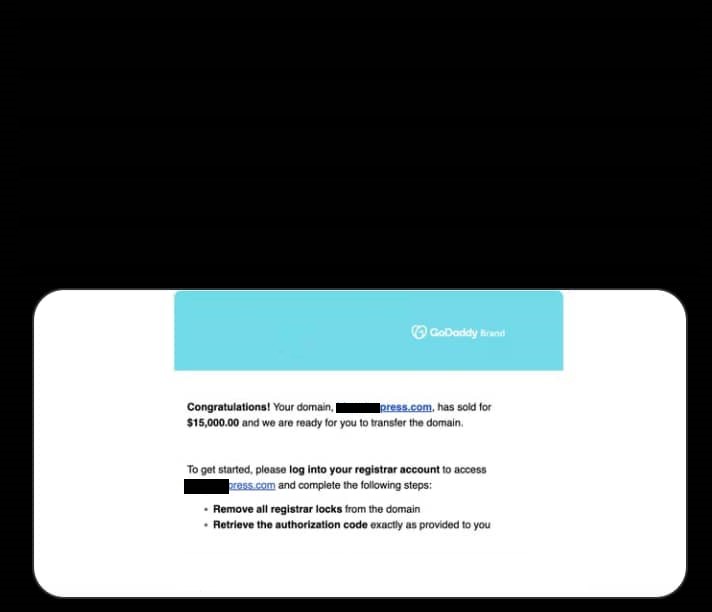 GoDaddy Brand
Congratulations! Your domain, press.com, has sold for
$15,000.00 and we are ready for you to transfer the domain.
To get started, please log into your registrar account to access
press.com and complete the following steps:
• Remove all registrar locks from the domain
• Retrieve the authorization code exactly as provided to you